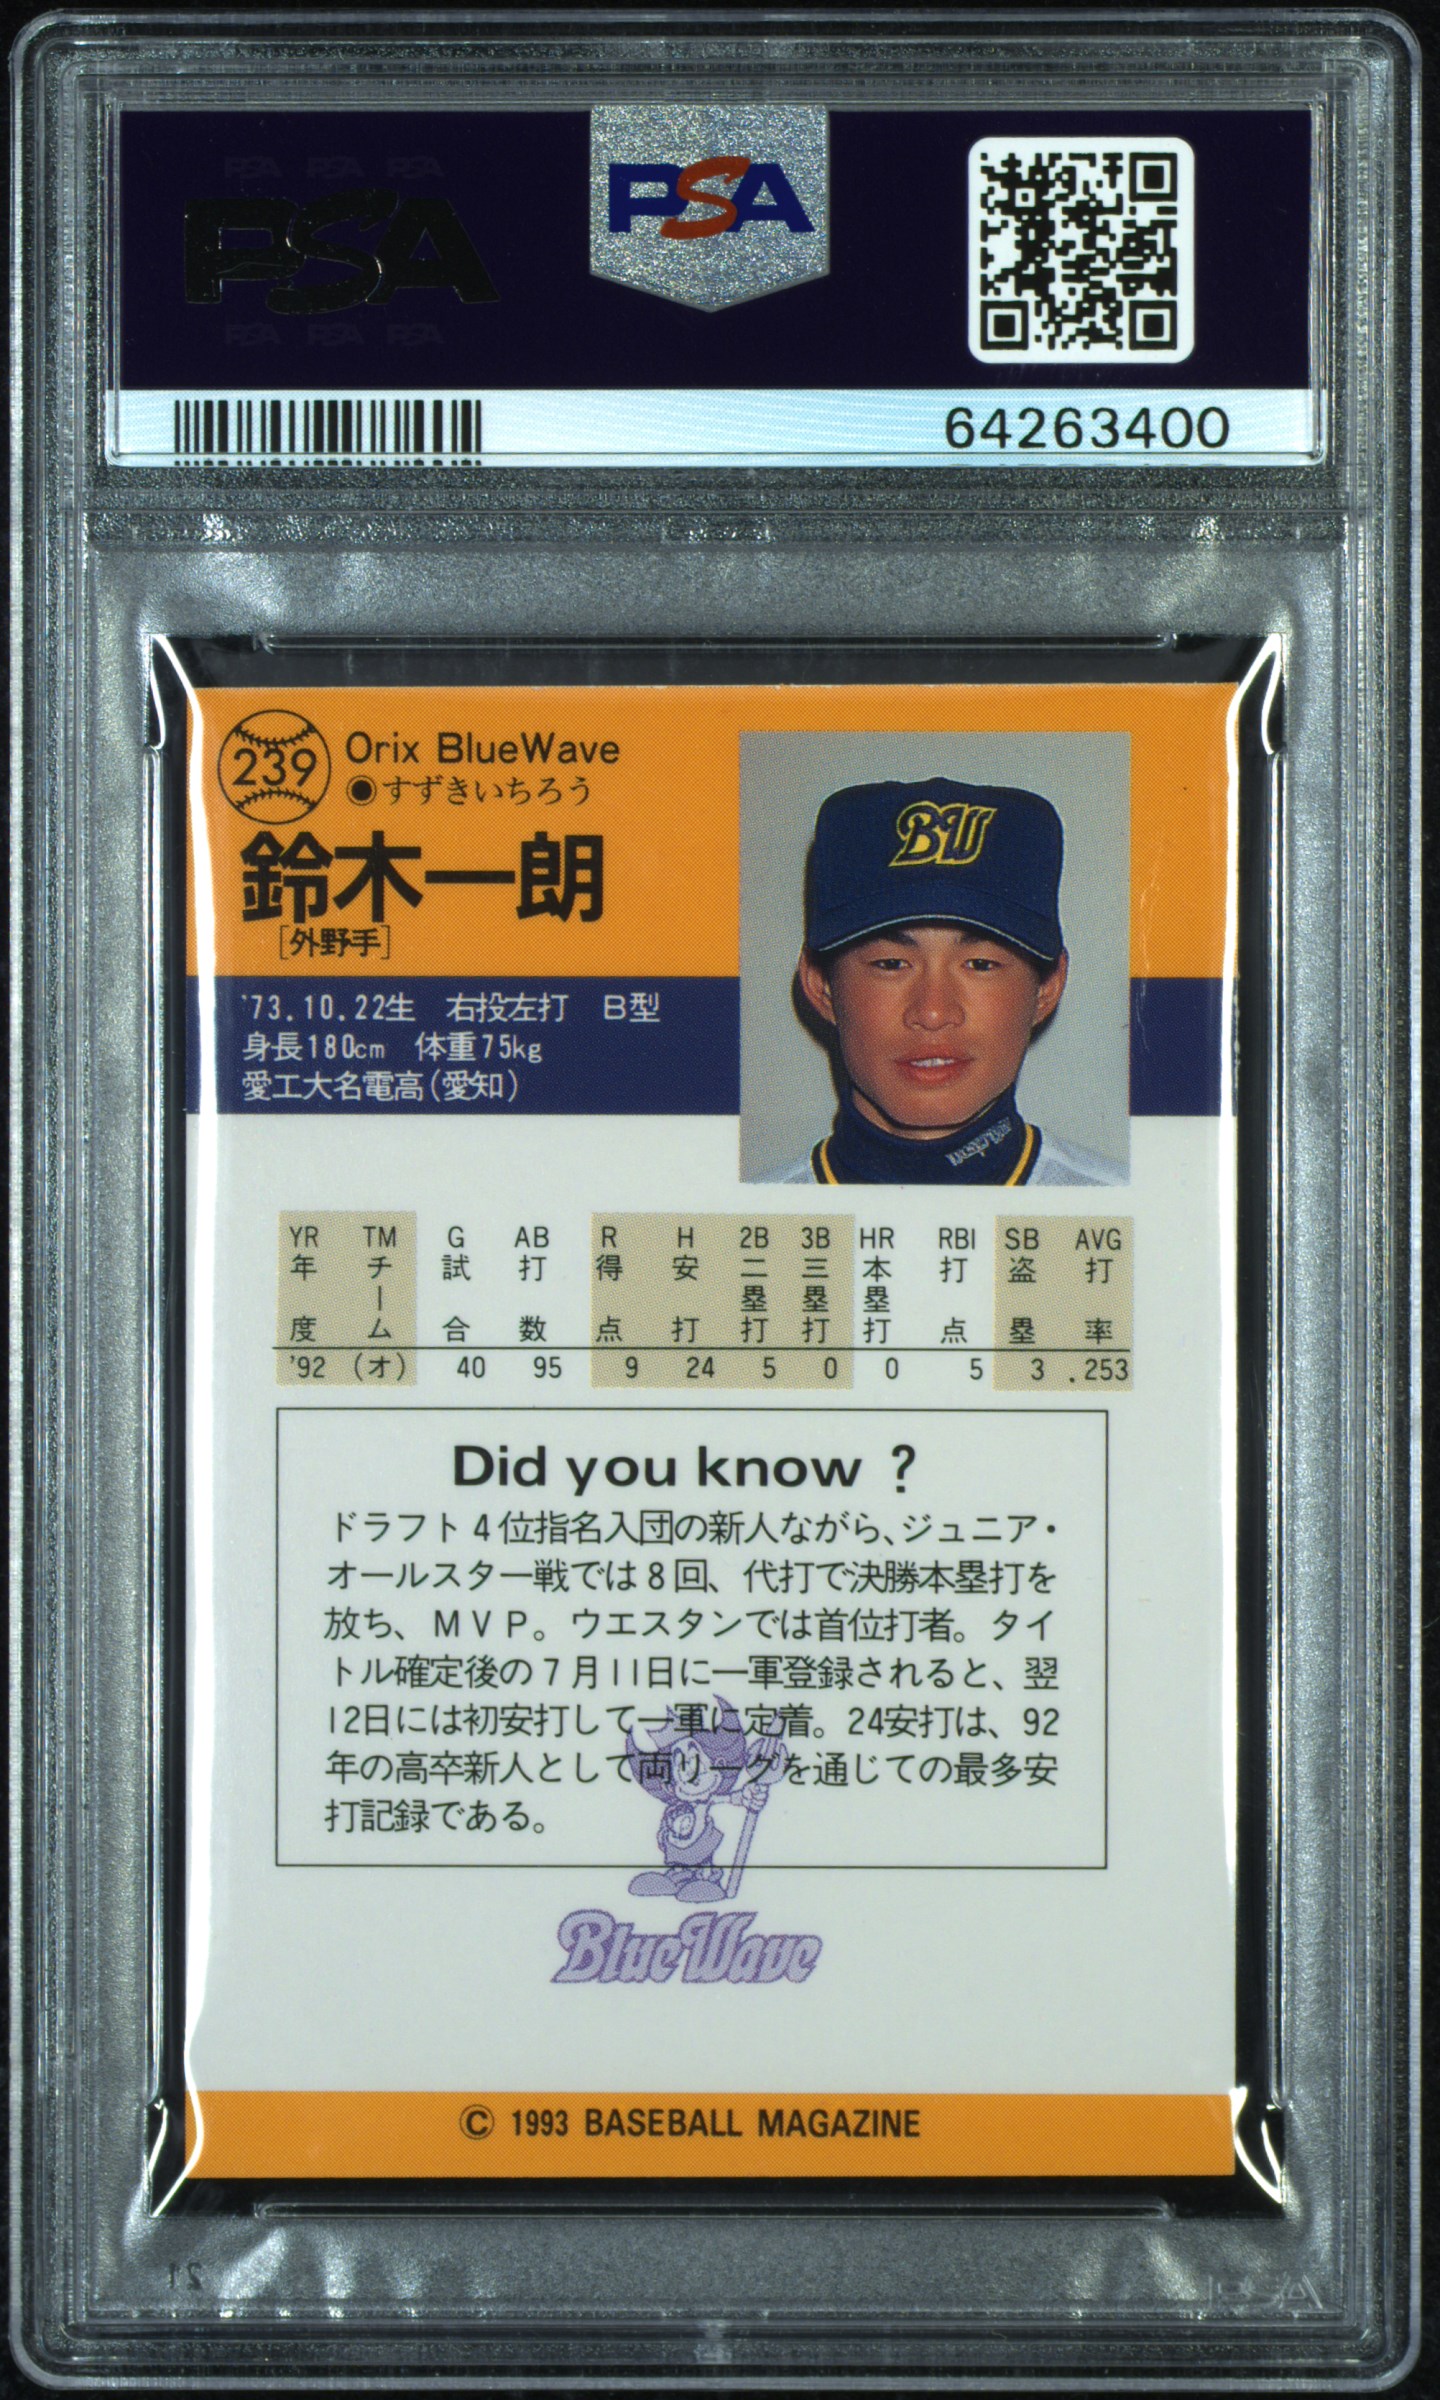 PSA
64263400
239
Orix BlueWave
◉すずきいちろう
鈴木一朗
[外野手]
BW
'73.10.22生 右投左打 B型
身長180cm 体重75kg
愛工大名電高(愛知)
YR TM G AB R H 2B 3B HR RBI SB AVG
年度 チーム 試合 打数 得点 安打 二塁打 三塁打 本塁打 打点 盗塁 打率
'92 (オ) 40 95 9 24 5 0 0 5 3 .253
Did you know ?
ドラフト4位指名入団の新人ながら、ジュニア・
オールスター戦では8回、代打で決勝本塁打を
放ち、MVP。ウエスタンでは首位打者。タイ
トル確定後の7月11日に一軍登録されると、翌
12日には初安打して一軍に定着。24安打は、92
年の高卒新人として両リーグを通じての最多安
打記録である。
BlueWave
© 1993 BASEBALL MAGAZINE
21
PSA